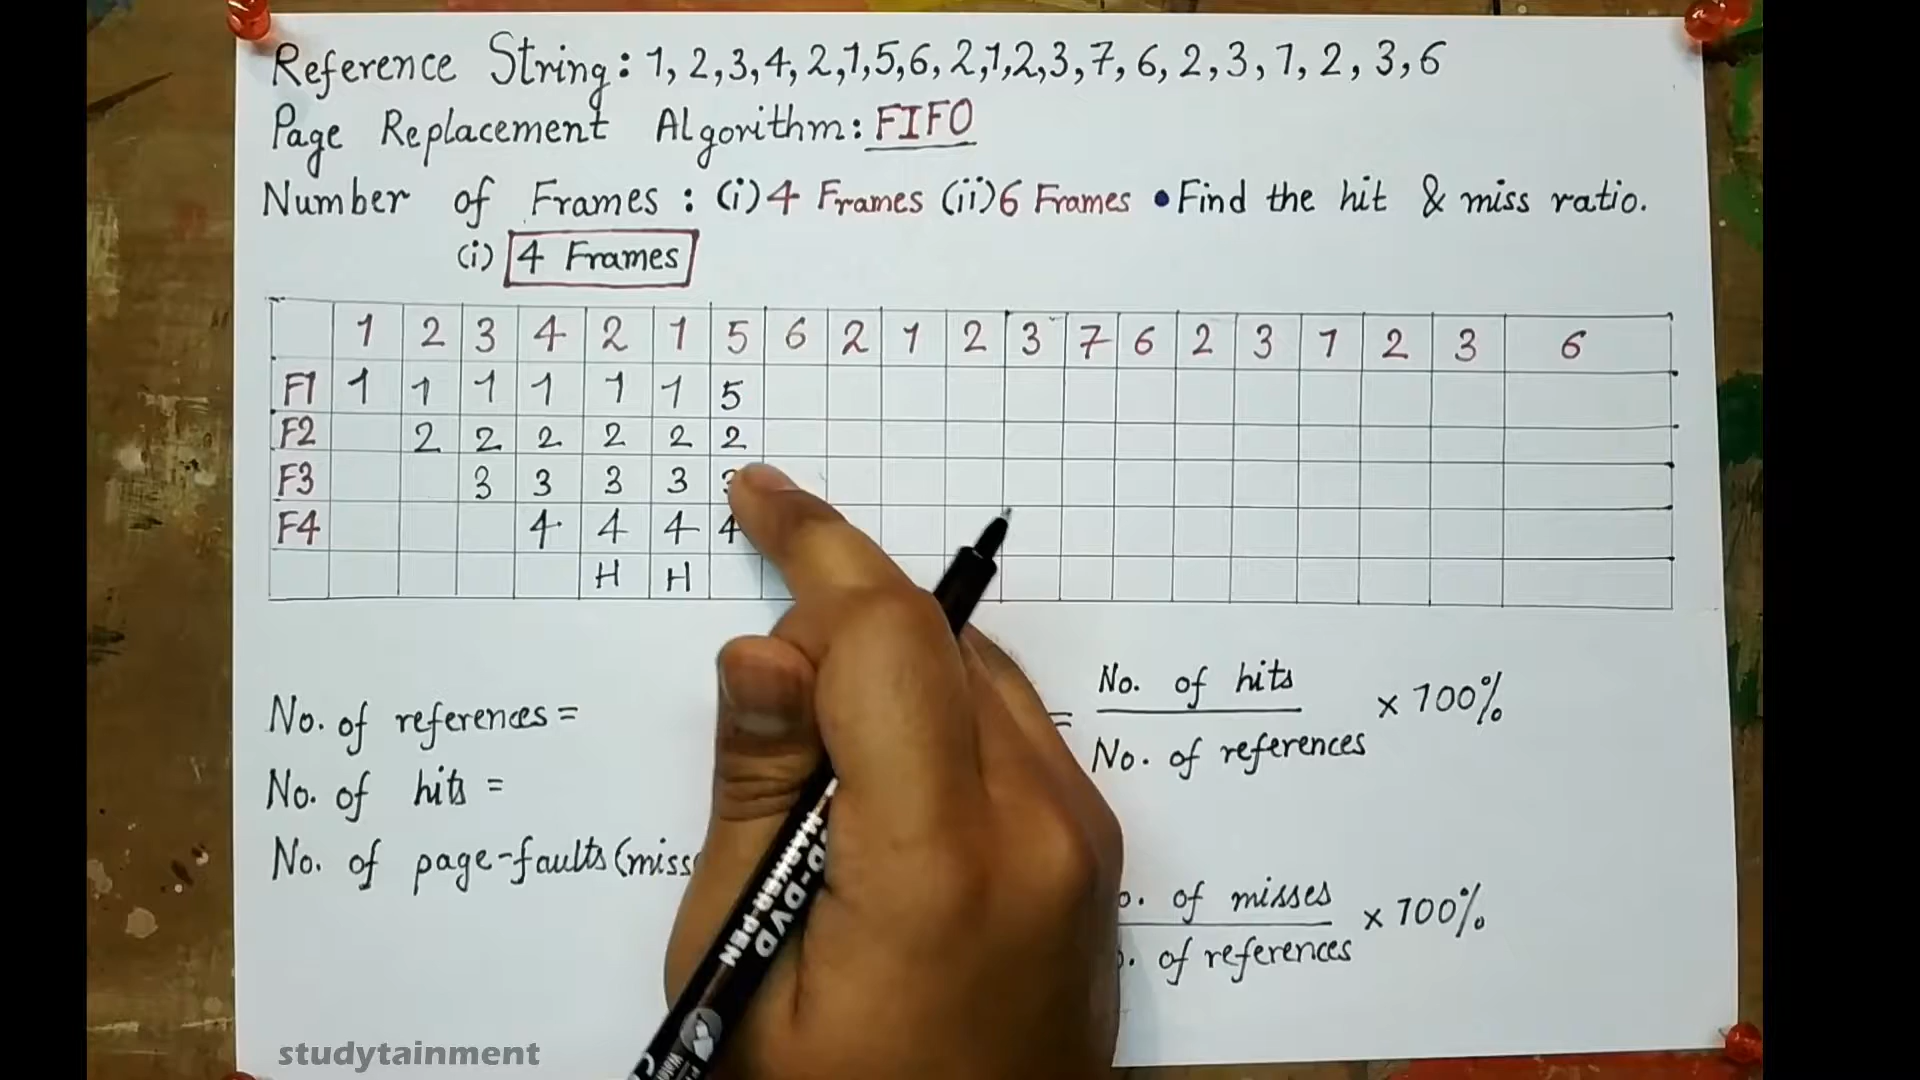 Reference String: 1, 2, 3, 4, 2, 1, 5, 6, 2, 1, 2, 3, 7, 6, 2, 3, 1, 2, 3, 6
Page Replacement Algorithm: FIFO
Number of Frames: (i) 4 Frames (ii) 6 Frames • Find the hit & miss ratio.
(i) 4 Frames
1 2 3 4 2 1 5 6 2 1 2 3 7 6 2 3 1 2 3 6
F1 1 1 1 1 1 1 5
F2 2 2 2 2 2 2
F3 3 3 3 3
F4 4 4 4 4
H H
No. of references =
No. of hits =
No. of page-faults
= No. of hits / No. of references × 100%
of misses / of references × 100%
DVD
MARKER PEN
studytainment